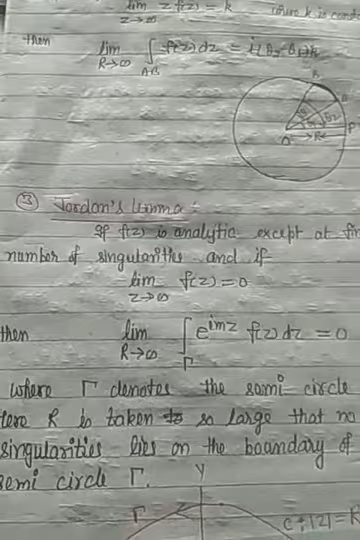 lim z f(z) = k where k is
z→∞
then lim ∫ f(z) dz = i(θ2-θ1)k
R→∞ AB
③ Jordan's Lemma:
If f(z) is analytic except at
number of singularities and if
lim f(z) = 0
z→∞
then lim ∫ e^imz f(z) dz = 0
R→∞ Γ
where Γ denotes the semi circle
R is taken so large that no
singularities lies on the boundary of
semi circle Γ.
Y
Γ
C : |z| = R